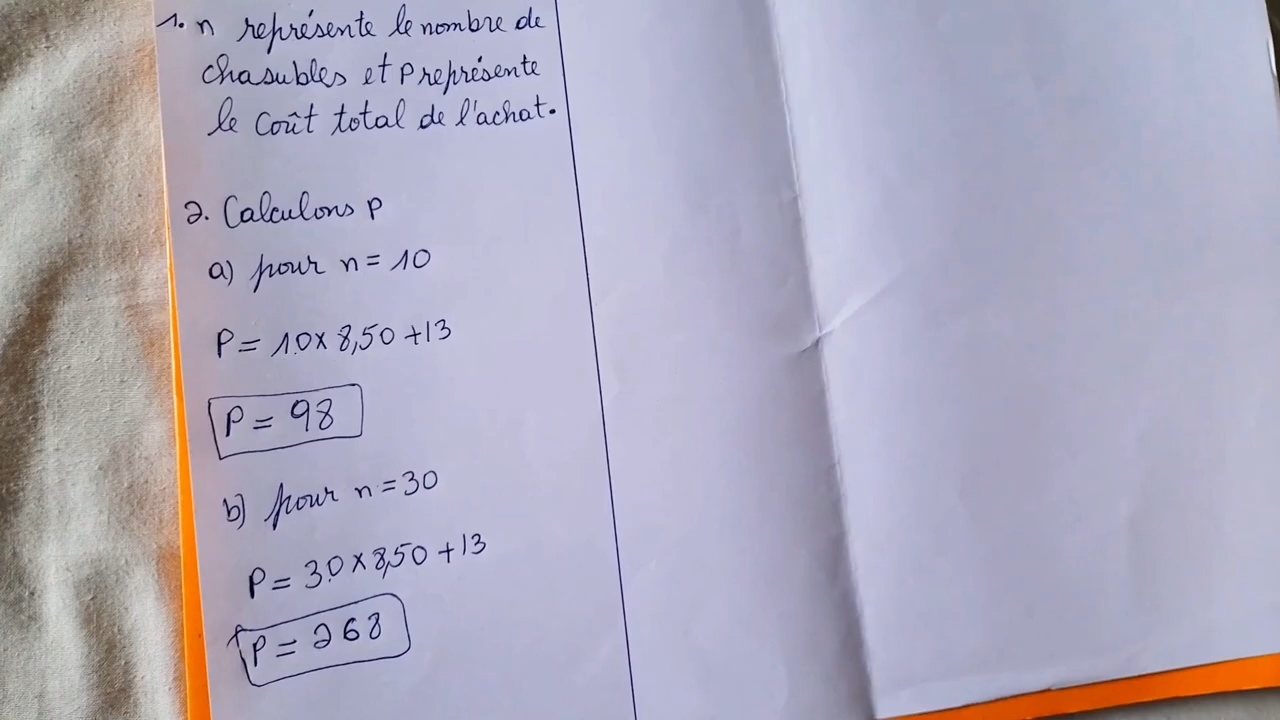 1. n représente le nombre de
chasubles et P représente
le coût total de l'achat.
2. Calculons P
a) pour n = 10
P = 10 × 8,50 + 13
P = 98
b) pour n = 30
P = 30 × 8,50 + 13
P = 268